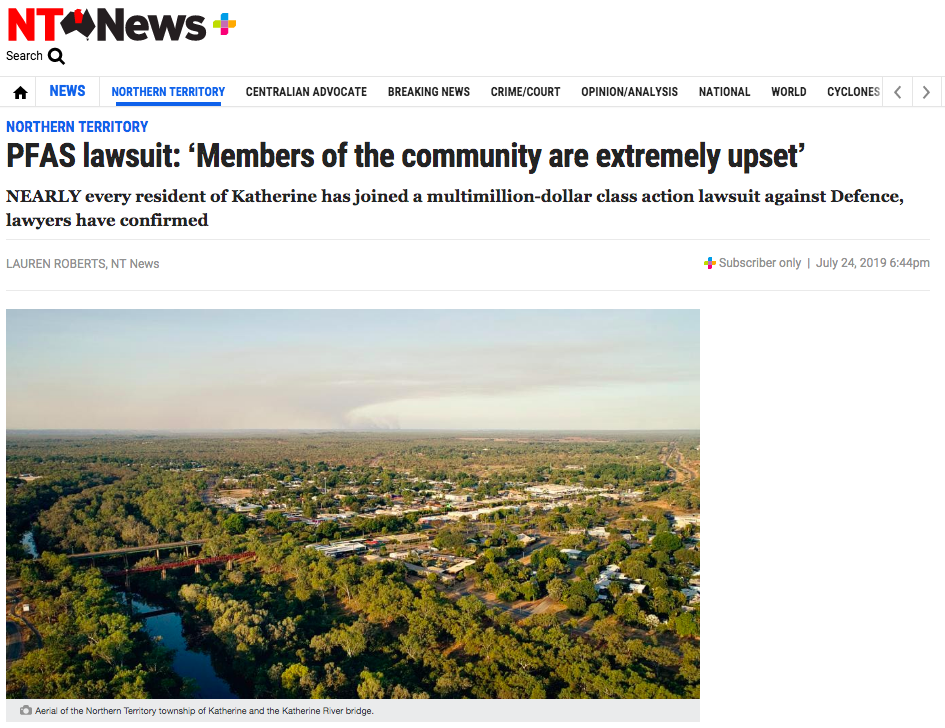 NT News
Search
NEWS NORTHERN TERRITORY CENTRALIAN ADVOCATE BREAKING NEWS CRIME/COURT OPINION/ANALYSIS NATIONAL WORLD CYCLONES
NORTHERN TERRITORY
PFAS lawsuit: ‘Members of the community are extremely upset’
NEARLY every resident of Katherine has joined a multimillion-dollar class action lawsuit against Defence,
lawyers have confirmed
LAUREN ROBERTS, NT News
Subscriber only | July 24, 2019 6:44pm
Aerial of the Northern Territory township of Katherine and the Katherine River bridge.